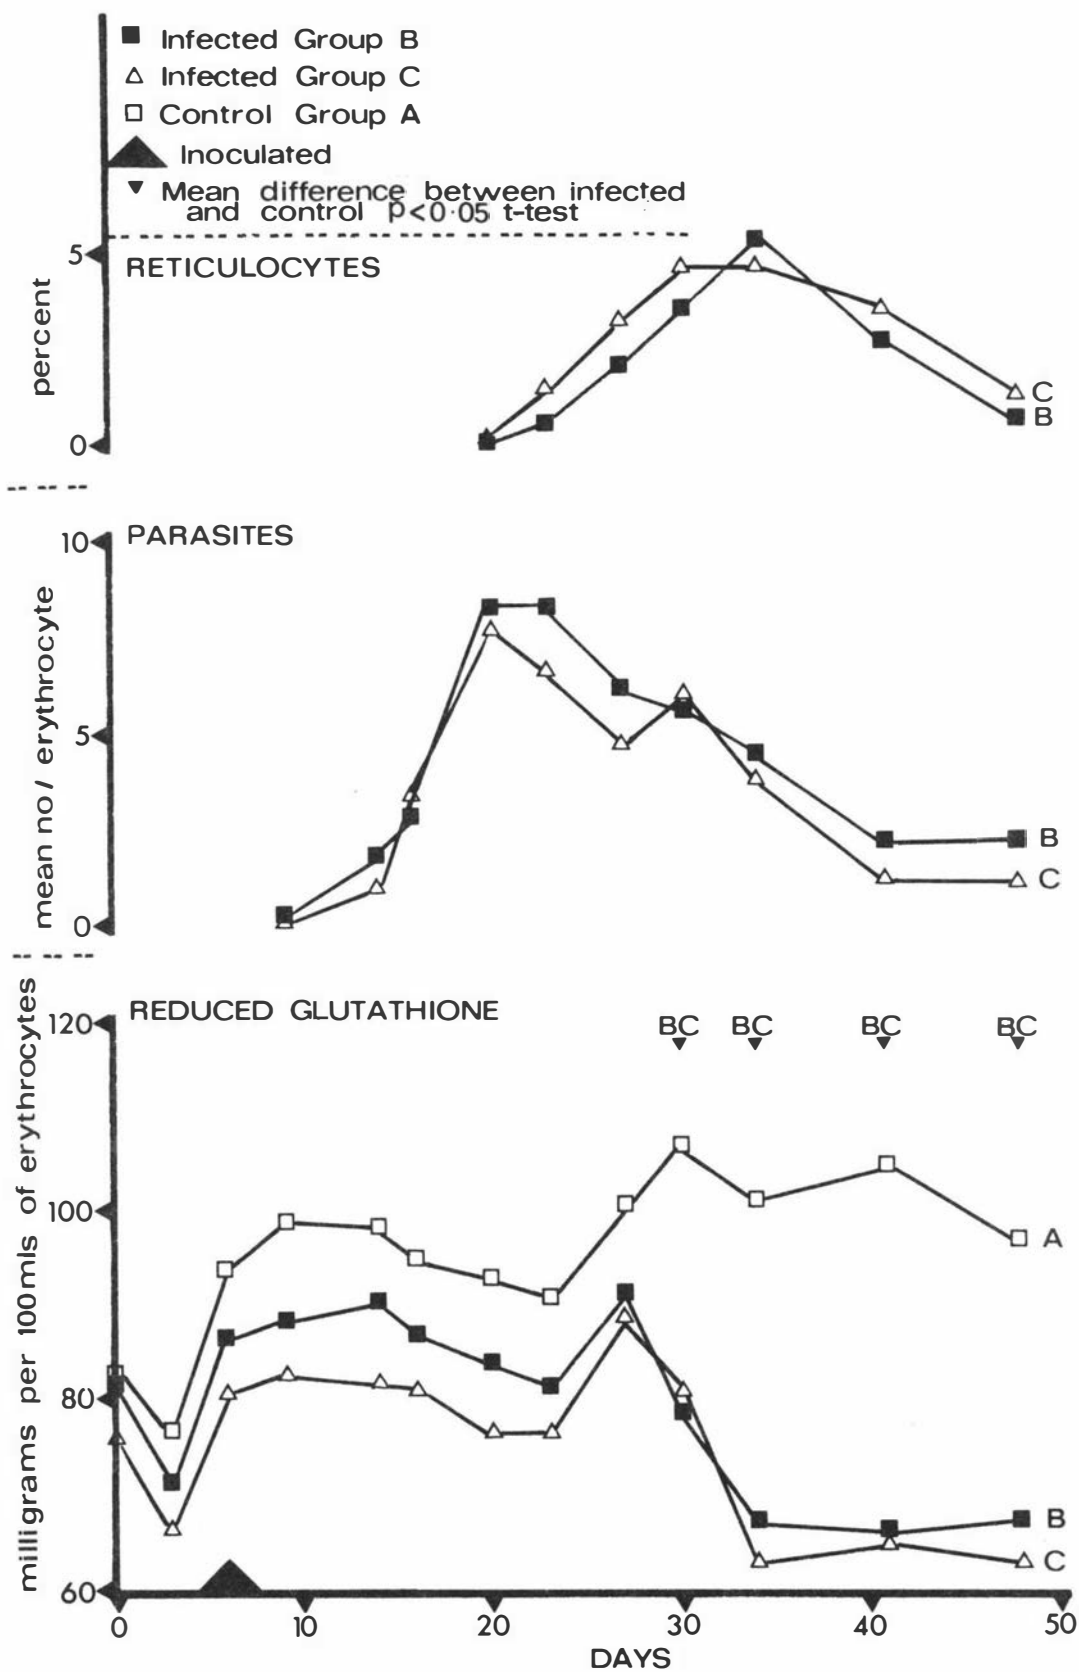 Infected Group B
Infected Group C
Control Group A
Inoculated
Mean difference between infected
and control p<0·05 t-test
5
RETICULOCYTES
percent
0
C
B
10
PARASITES
mean no/ erythrocyte
5
0
B
C
120
REDUCED GLUTATHIONE
BC BC BC BC
milligrams per 100mls of erythrocytes
100
A
80
B
C
60
0 10 20 30 40 50
DAYS